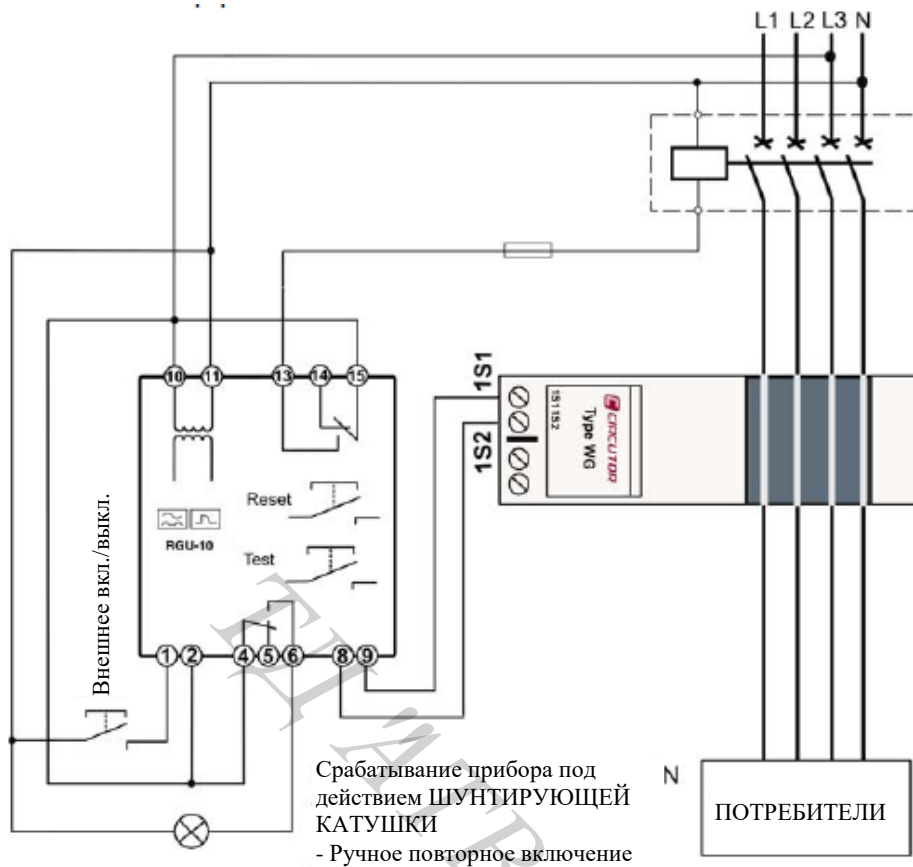 L1 L2 L3 N
10 11 13 14 15
1S1
1S2
1S1 1S2
CIRCUTOR
Type WG
Reset
RGU-10
Test
Внешнее вкл./выкл.
1 2 4 5 6 8 9
Срабатывание прибора под
действием ШУНТИРУЮЩЕЙ
КАТУШКИ
- Ручное повторное включение
N
ПОТРЕБИТЕЛИ